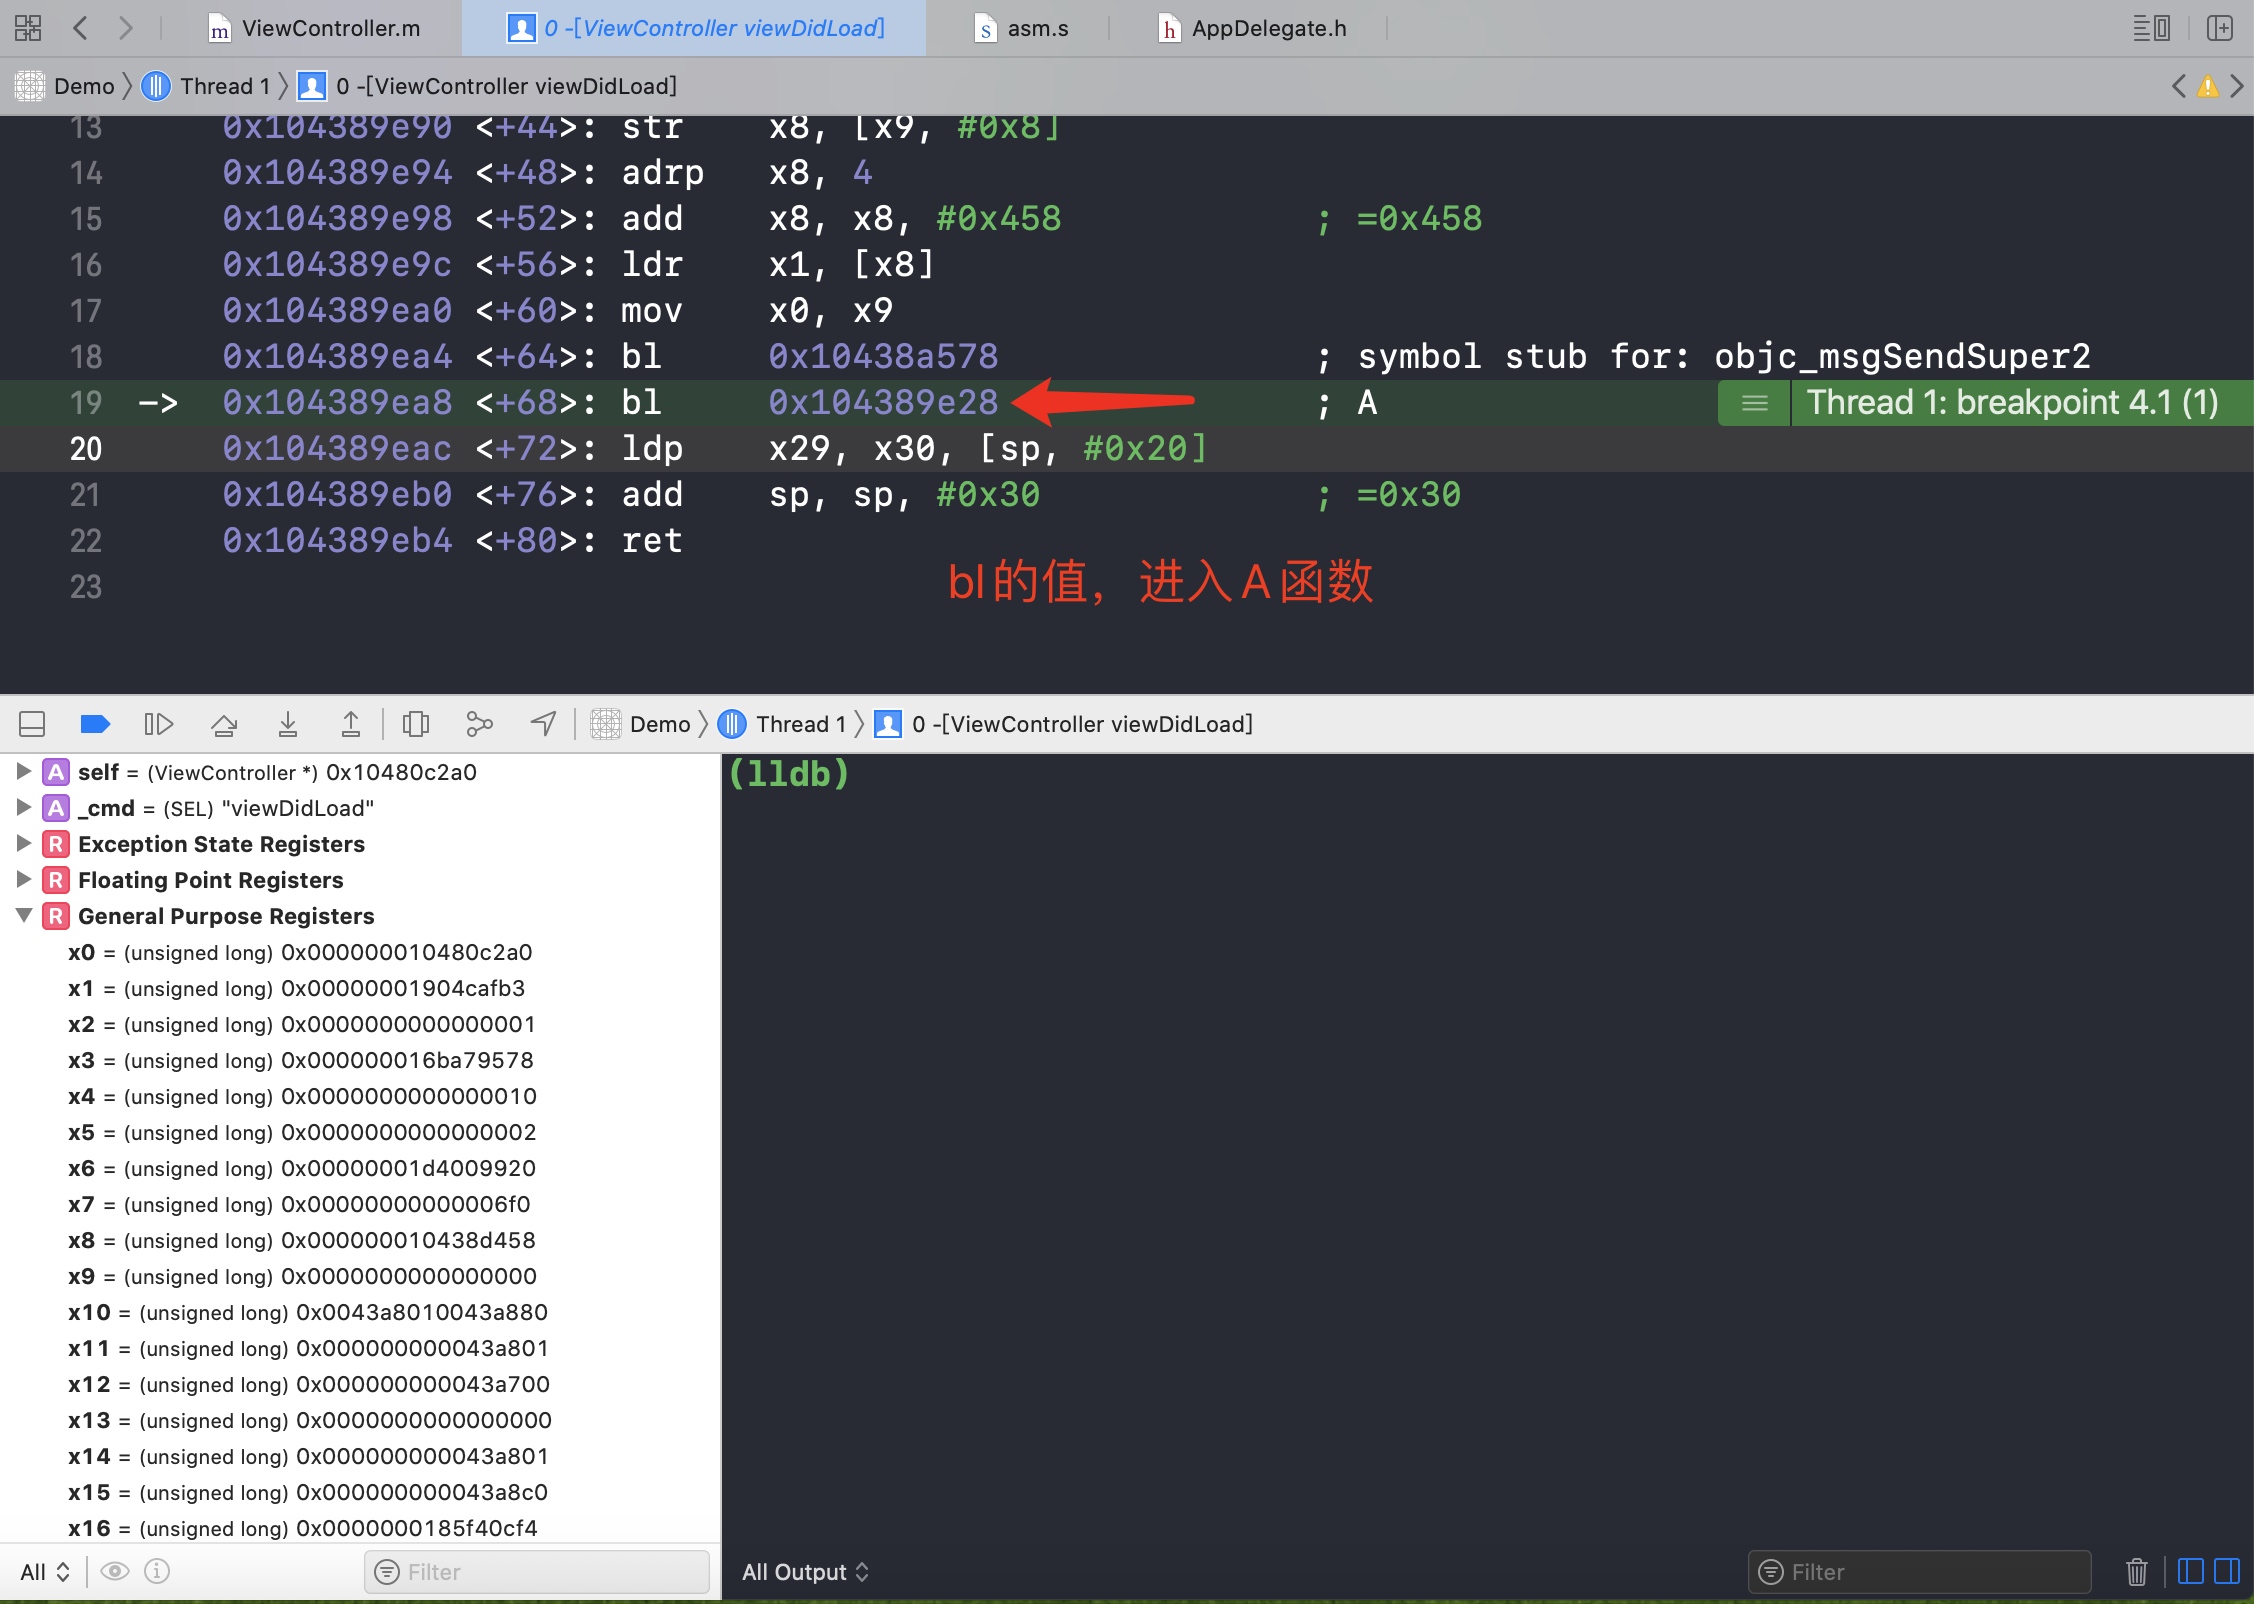 ViewController.m
0 -[ViewController viewDidLoad]
asm.s
AppDelegate.h
Demo 〉 Thread 1 〉 0 -[ViewController viewDidLoad]
13 0x104389e90 <+44>: str x8, [x9, #0x8]
14 0x104389e94 <+48>: adrp x8, 4
15 0x104389e98 <+52>: add x8, x8, #0x458 ; =0x458
16 0x104389e9c <+56>: ldr x1, [x8]
17 0x104389ea0 <+60>: mov x0, x9
18 0x104389ea4 <+64>: bl 0x10438a578 ; symbol stub for: objc_msgSendSuper2
19 -> 0x104389ea8 <+68>: bl 0x104389e28 ; A Thread 1: breakpoint 4.1 (1)
20 0x104389eac <+72>: ldp x29, x30, [sp, #0x20]
21 0x104389eb0 <+76>: add sp, sp, #0x30 ; =0x30
22 0x104389eb4 <+80>: ret
23
bl的值，进入A函数
Demo 〉 Thread 1 〉 0 -[ViewController viewDidLoad]
A self = (ViewController *) 0x10480c2a0
A _cmd = (SEL) "viewDidLoad"
R Exception State Registers
R Floating Point Registers
R General Purpose Registers
x0 = (unsigned long) 0x000000010480c2a0
x1 = (unsigned long) 0x00000001904cafb3
x2 = (unsigned long) 0x0000000000000001
x3 = (unsigned long) 0x000000016ba79578
x4 = (unsigned long) 0x0000000000000010
x5 = (unsigned long) 0x0000000000000002
x6 = (unsigned long) 0x00000001d4009920
x7 = (unsigned long) 0x00000000000006f0
x8 = (unsigned long) 0x000000010438d458
x9 = (unsigned long) 0x0000000000000000
x10 = (unsigned long) 0x0043a8010043a880
x11 = (unsigned long) 0x000000000043a801
x12 = (unsigned long) 0x000000000043a700
x13 = (unsigned long) 0x0000000000000000
x14 = (unsigned long) 0x000000000043a801
x15 = (unsigned long) 0x000000000043a8c0
x16 = (unsigned long) 0x0000000185f40cf4
(lldb)
All
Filter
All Output
Filter